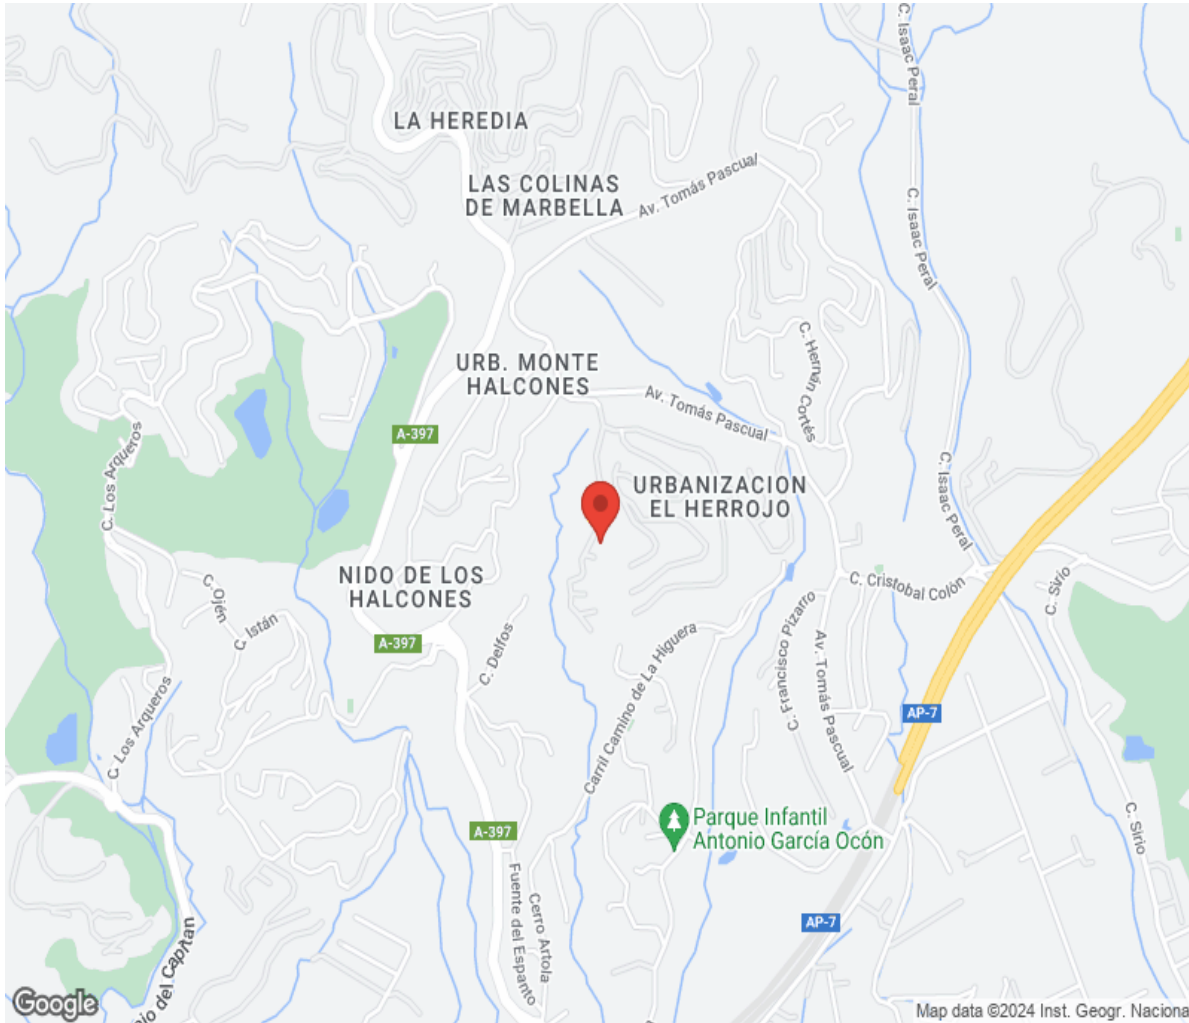 C. Isaac Peral
LA HEREDIA
LAS COLINAS
DE MARBELLA
Av. Tomás Pascual
C. Isaac Peral
C. Hernán Cortés
URB. MONTE
HALCONES
Av. Tomás Pascual
A-397
C. Los Arqueros
URBANIZACION
EL HERROJO
C. Isaac Peral
NIDO DE LOS
HALCONES
C. Ojén
C. Istán
A-397
C. Delfos
C. Cristobal Colón
C. Sirio
C. Francisco Pizarro
Av. Tomás Pascual
Carril Camino de La Higuera
C. Los Arqueros
AP-7
A-397
Parque Infantil
Antonio García Ocón
C. Sirio
Fuente del Espanto
Cerro Artola
AP-7
del Capitán
Google
Map data ©2024 Inst. Geogr. Naciona